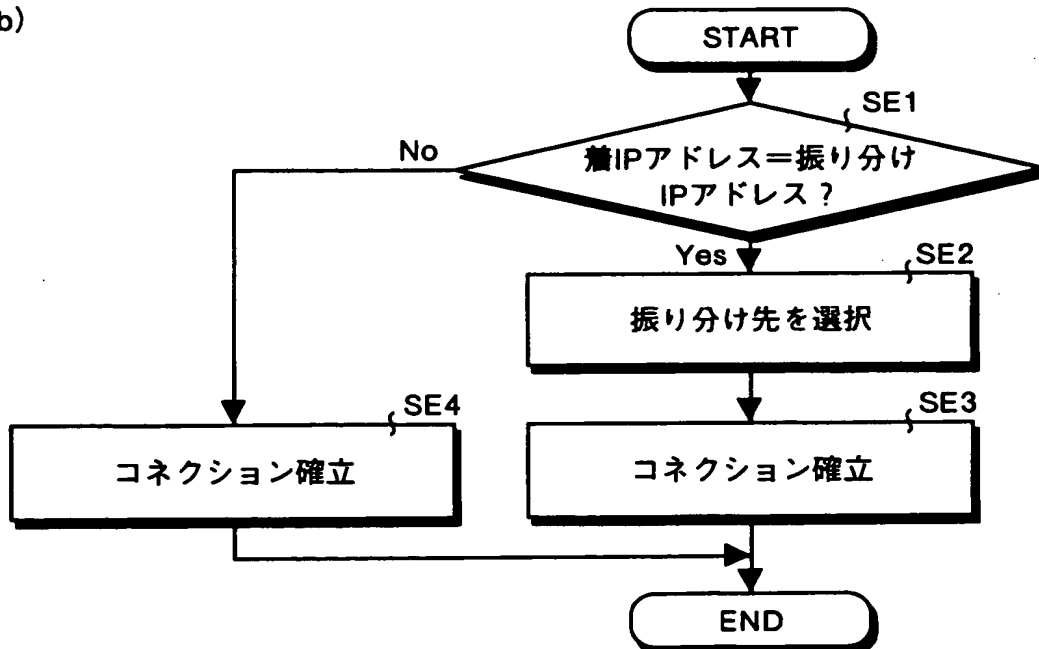 b)
START
SE1
No
着IPアドレス＝振り分け
IPアドレス？
Yes
SE2
振り分け先を選択
SE4
SE3
コネクション確立
コネクション確立
END